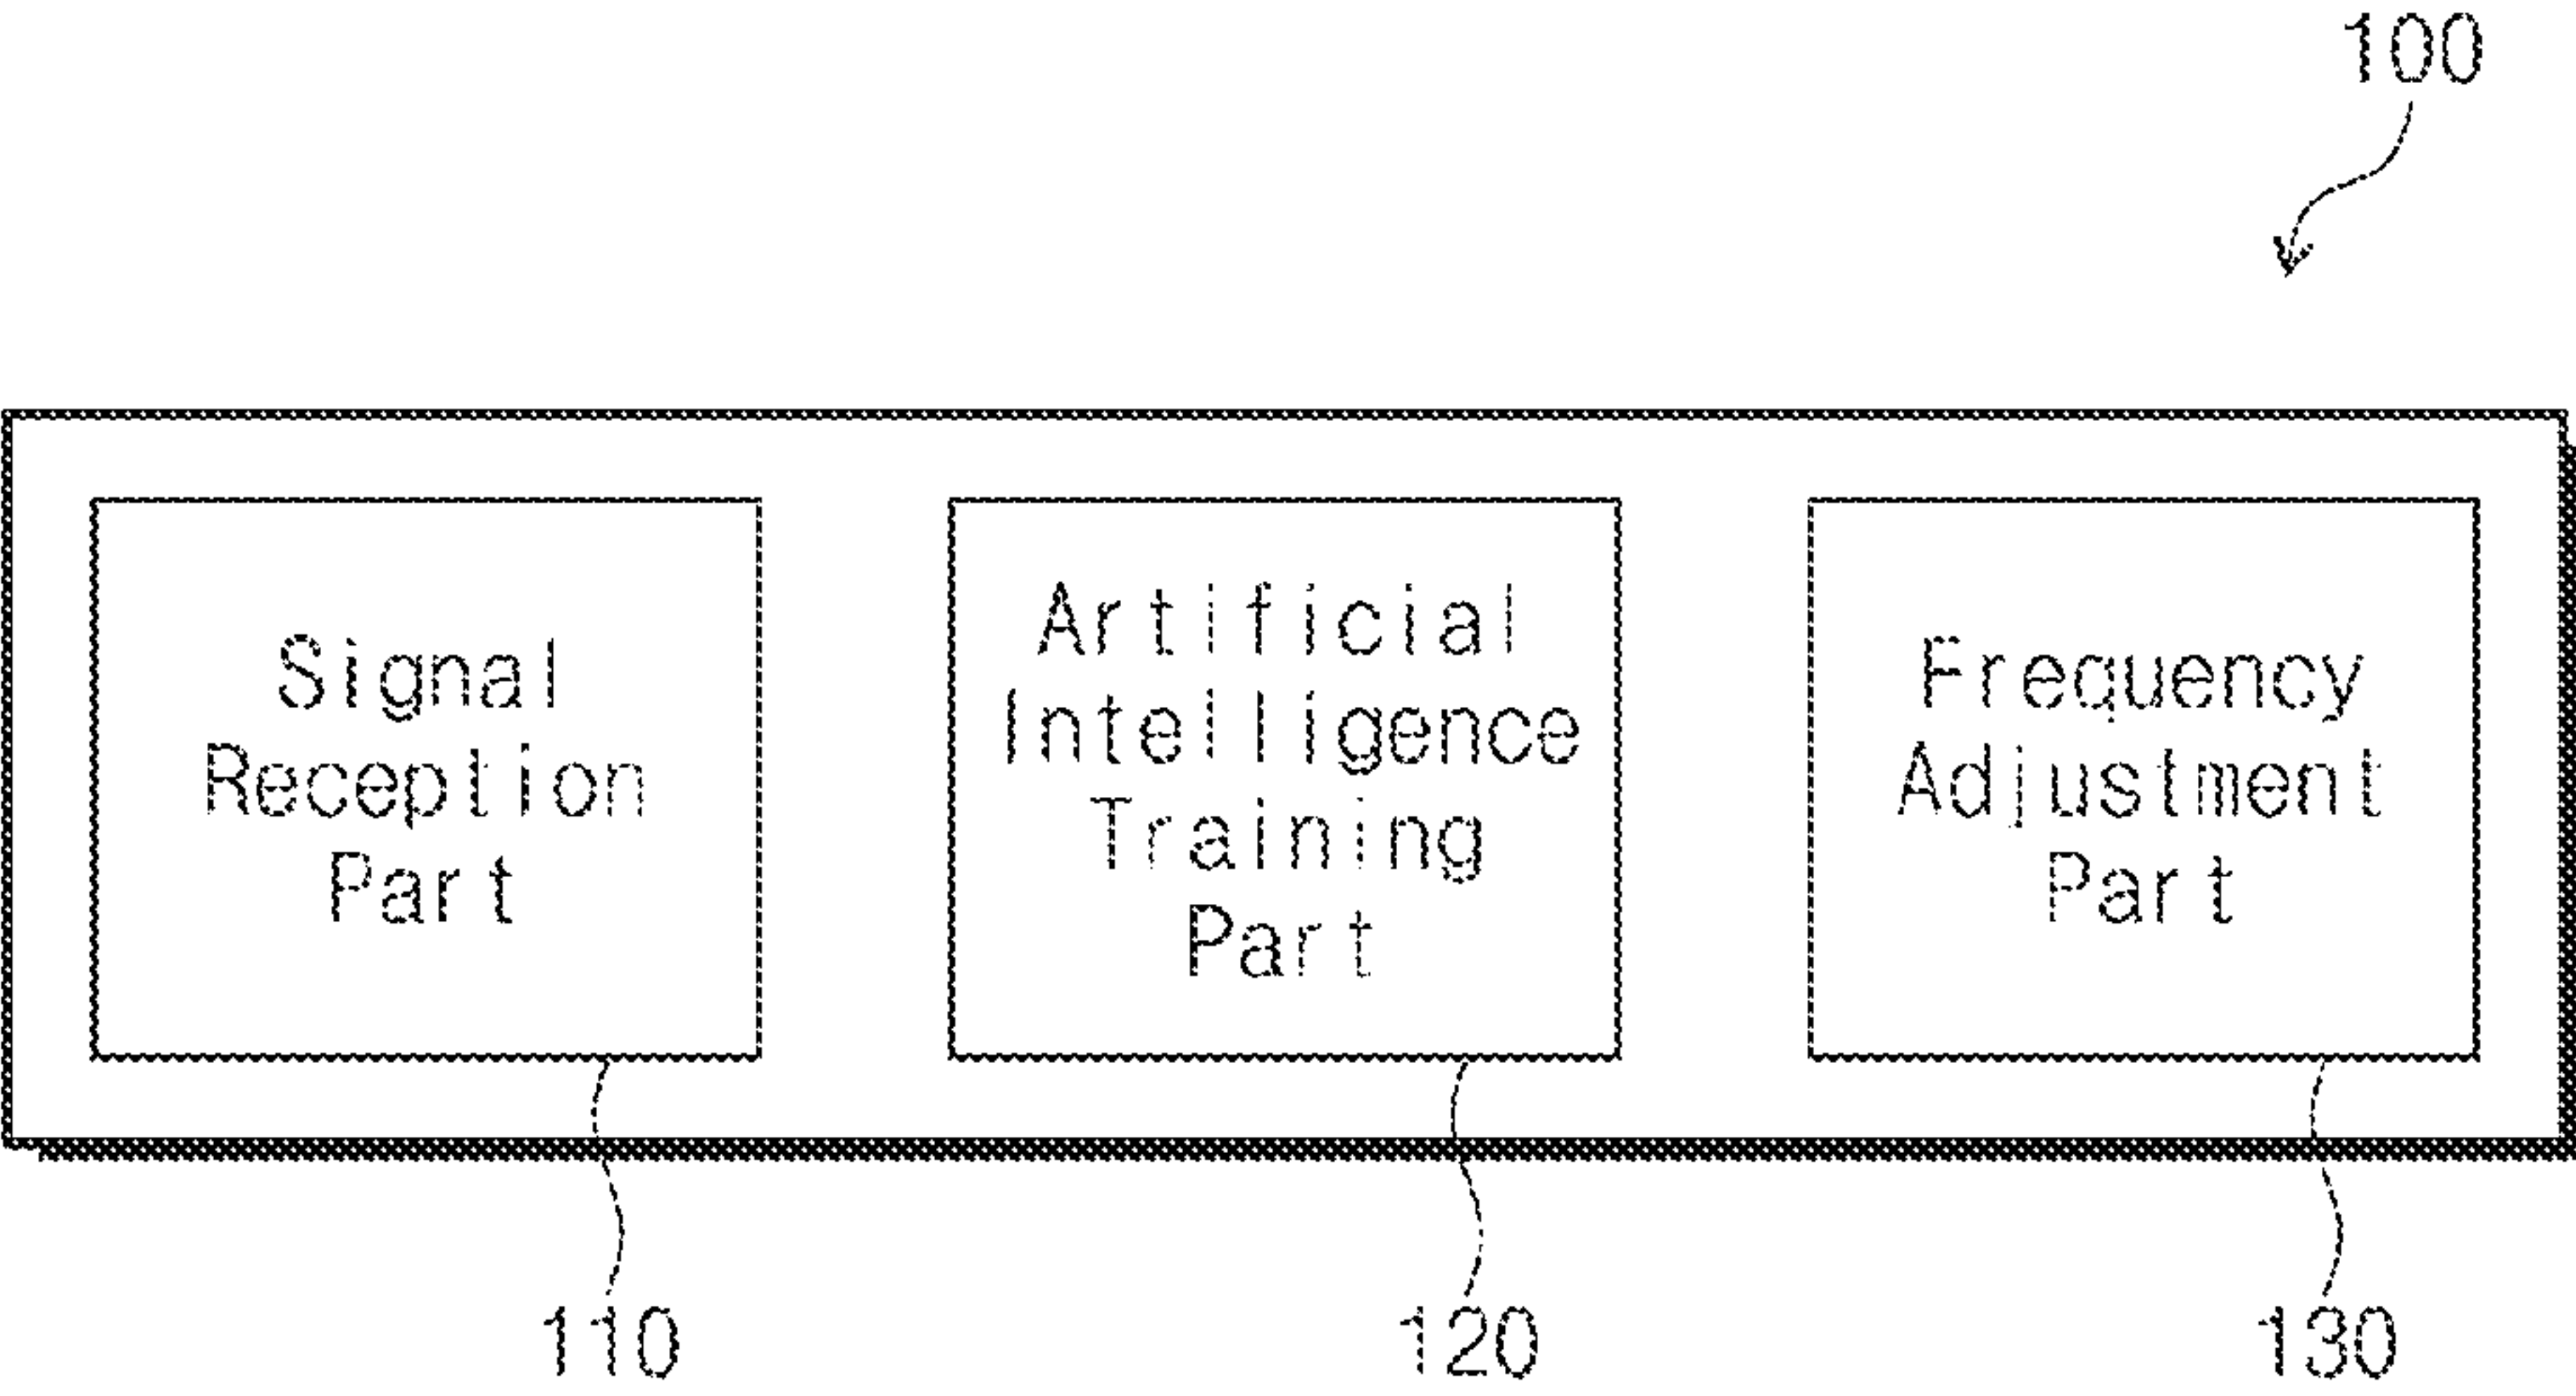 100
Signal
Reception
Part
Artificial
Intelligence
Training
Part
Frequency
Adjustment
Part
110
120
130